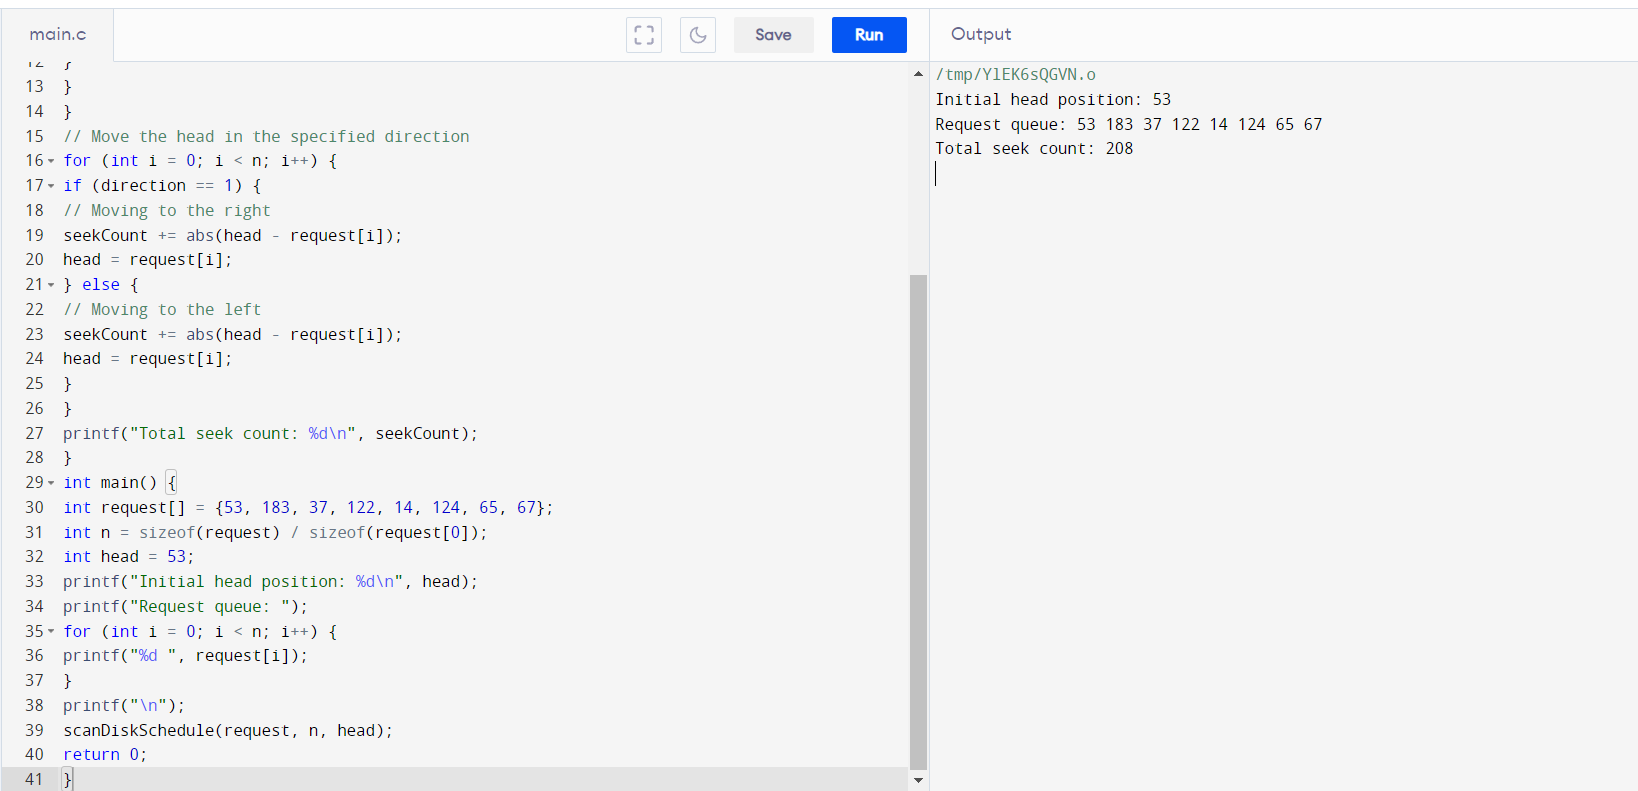 main.c
Save
Run
Output
12 }
13 }
14 }
15 // Move the head in the specified direction
16 for (int i = 0; i < n; i++) {
17 if (direction == 1) {
18 // Moving to the right
19 seekCount += abs(head - request[i]);
20 head = request[i];
21 } else {
22 // Moving to the left
23 seekCount += abs(head - request[i]);
24 head = request[i];
25 }
26 }
27 printf("Total seek count: %d\n", seekCount);
28 }
29 int main() {
30 int request[] = {53, 183, 37, 122, 14, 124, 65, 67};
31 int n = sizeof(request) / sizeof(request[0]);
32 int head = 53;
33 printf("Initial head position: %d\n", head);
34 printf("Request queue: ");
35 for (int i = 0; i < n; i++) {
36 printf("%d ", request[i]);
37 }
38 printf("\n");
39 scanDiskSchedule(request, n, head);
40 return 0;
41 }
/tmp/YlEK6sQGVN.o
Initial head position: 53
Request queue: 53 183 37 122 14 124 65 67
Total seek count: 208